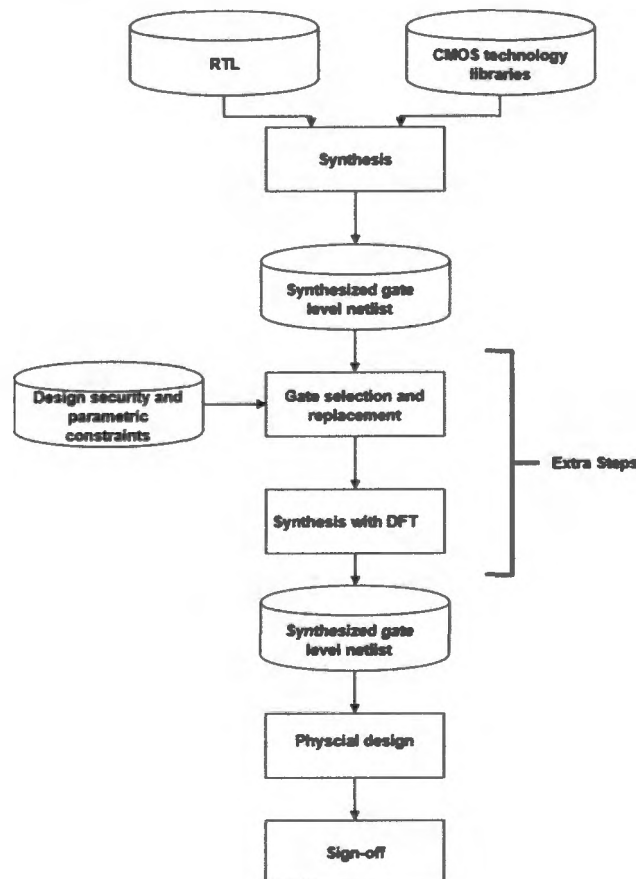 RTL
CMOS technology
libraries
Synthesis
Synthesized gate
level netlist
Design security and
parametric
constraints
Gate selection and
replacement
Extra Steps
Synthesis with DFT
Synthesized gate
level netlist
Physcial design
Sign-off